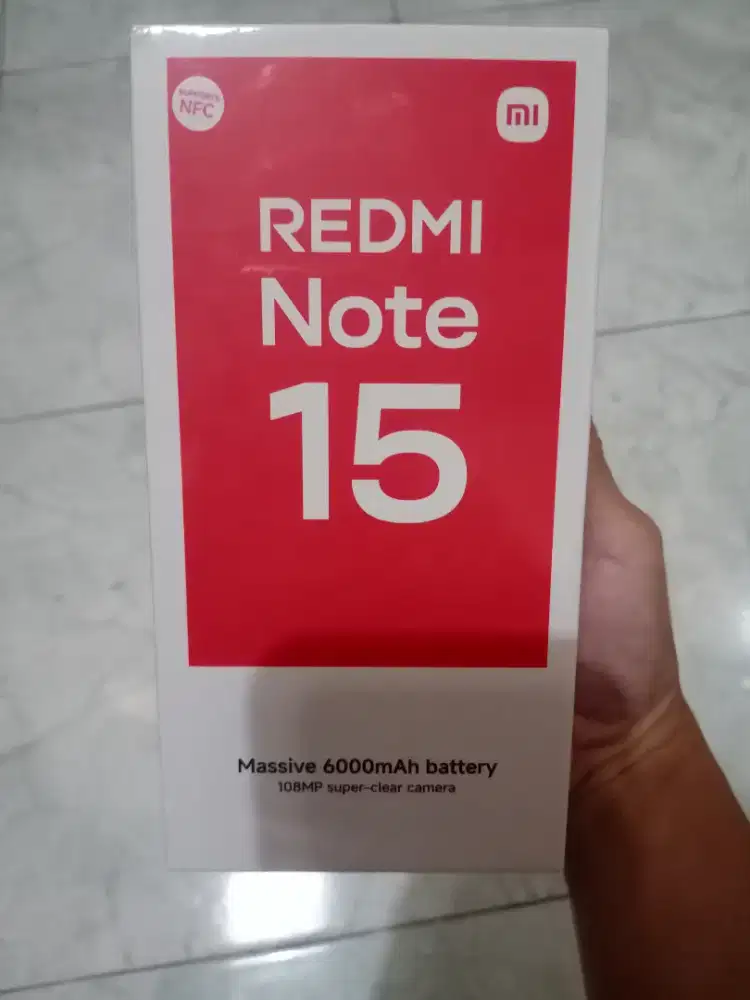 SUPPORTS
NFC
mi
REDMI
Note
15
Massive 6000mAh battery
108MP super-clear camera